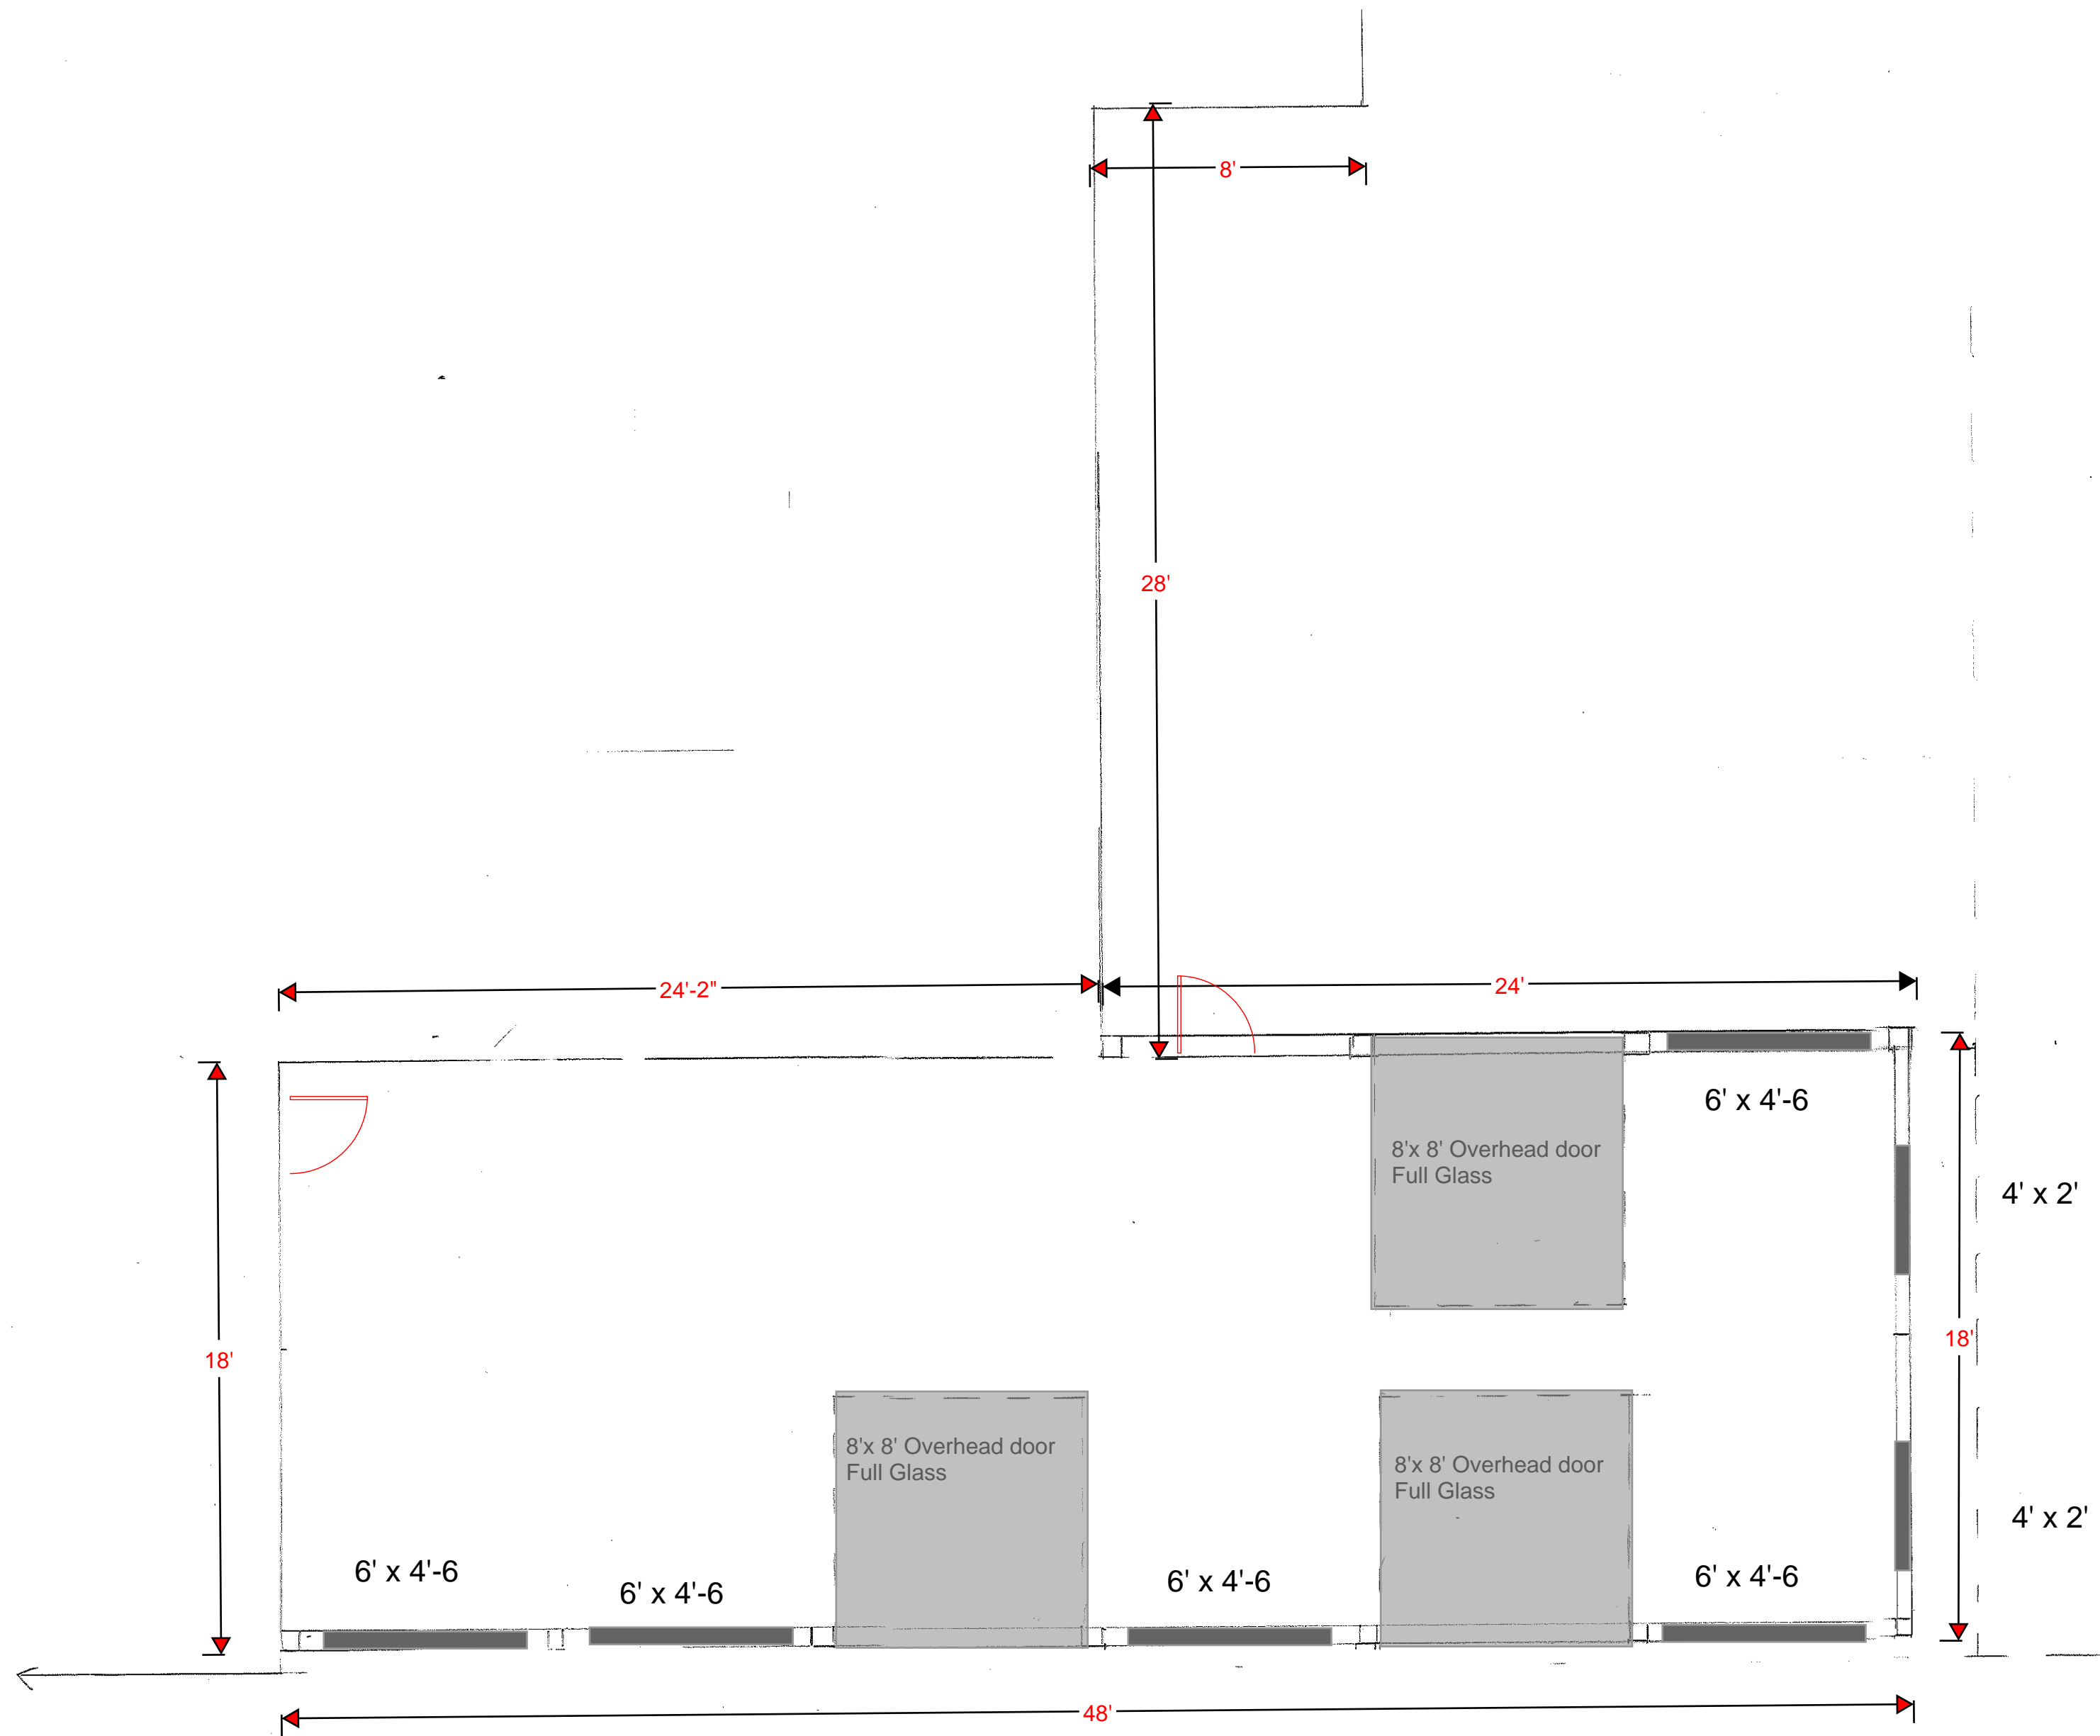 8'
28'
24'-2"
24'
6' x 4'-6
8'x 8' Overhead door
Full Glass
4' x 2'
18'
18'
8'x 8' Overhead door
Full Glass
8'x 8' Overhead door
Full Glass
4' x 2'
6' x 4'-6
6' x 4'-6
6' x 4'-6
6' x 4'-6
48'